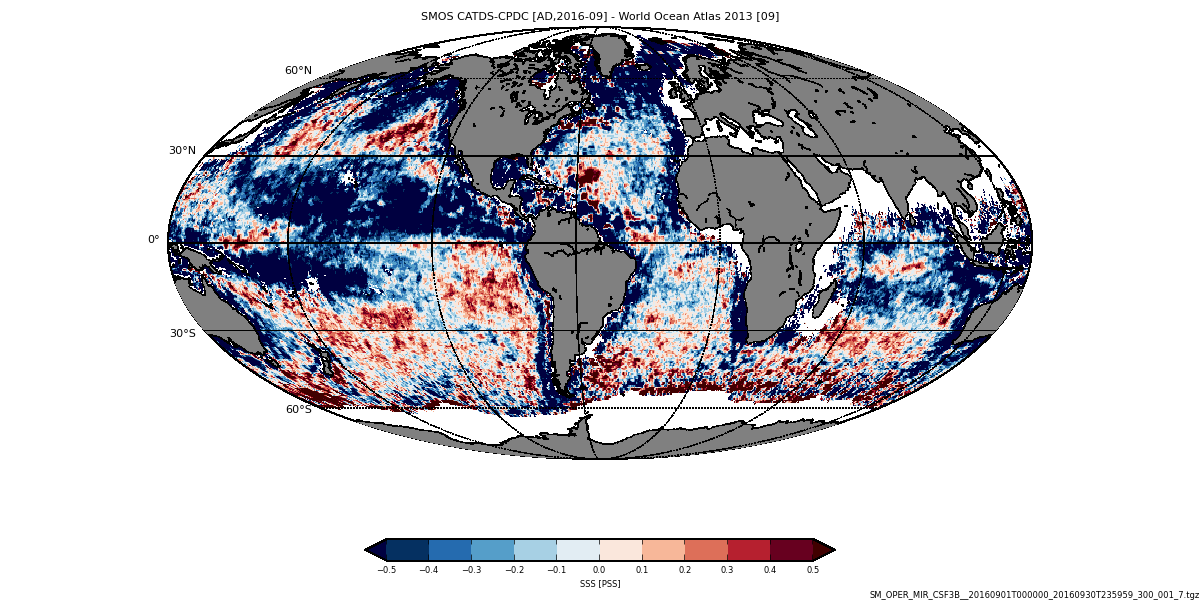 SMOS CATDS-CPDC [AD,2016-09] - World Ocean Atlas 2013 [09]
60°N
30°N
0°
30°S
60°S
−0.5 −0.4 −0.3 −0.2 −0.1 0.0 0.1 0.2 0.3 0.4 0.5
SSS [PSS]
SM_OPER_MIR_CSF3B__20160901T000000_20160930T235959_300_001_7.tgz